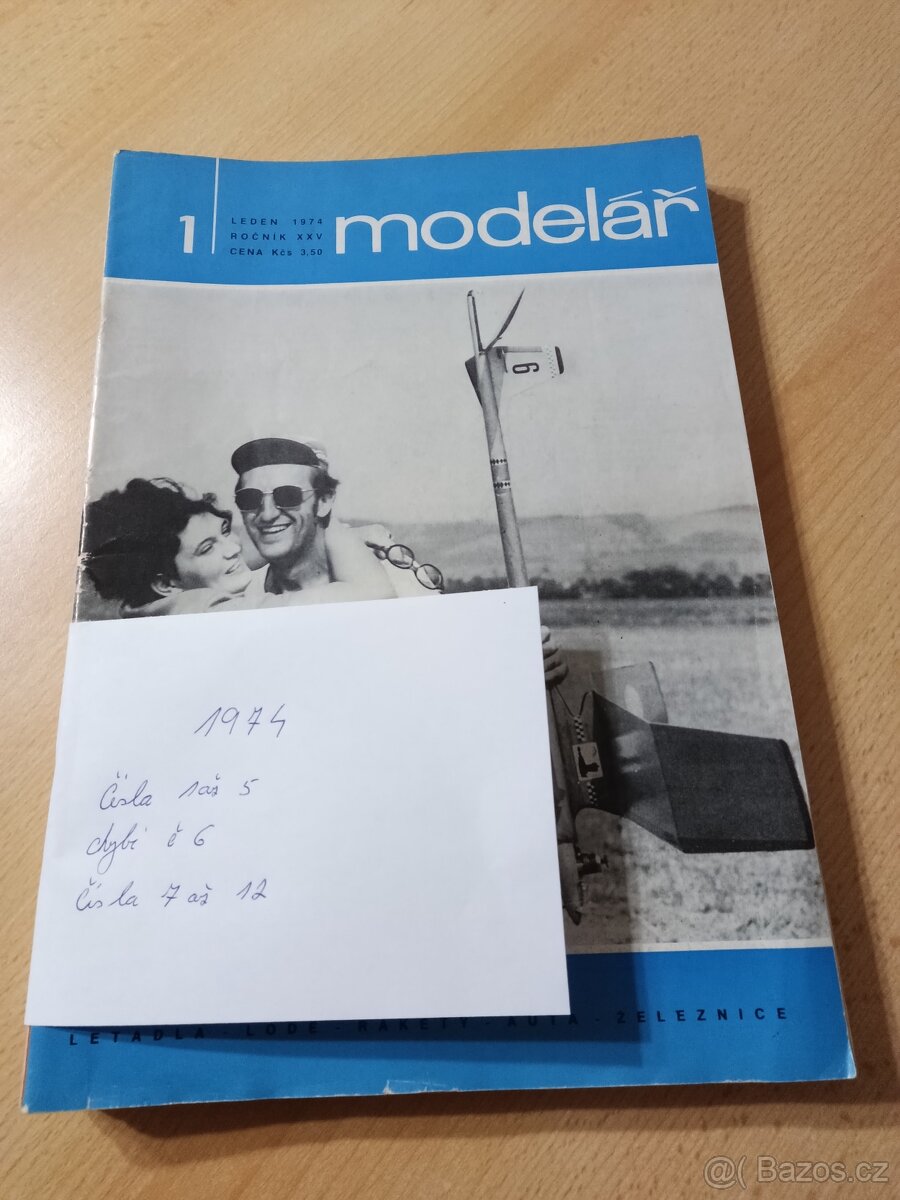 1
LEDEN 1974
ROČNÍK XXV
CENA Kčs 3,50
modelář
6
1974
Čísla 1 až 5
chybí č 6
Čísla 7 až 12
LETADLA - LODĚ - RAKETY - AUTA - ŽELEZNICE
@( Bazos.cz